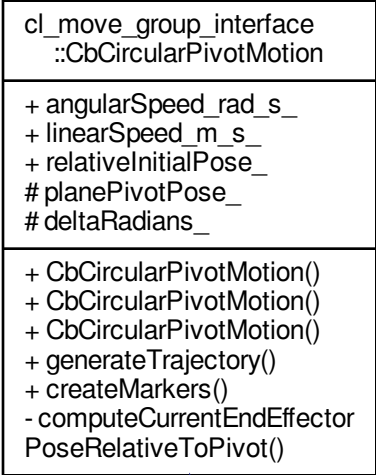 cl_move_group_interface
::CbCircularPivotMotion
+ angularSpeed_rad_s_
+ linearSpeed_m_s_
+ relativeInitialPose_
# planePivotPose_
# deltaRadians_
+ CbCircularPivotMotion()
+ CbCircularPivotMotion()
+ CbCircularPivotMotion()
+ generateTrajectory()
+ createMarkers()
- computeCurrentEndEffector
PoseRelativeToPivot()